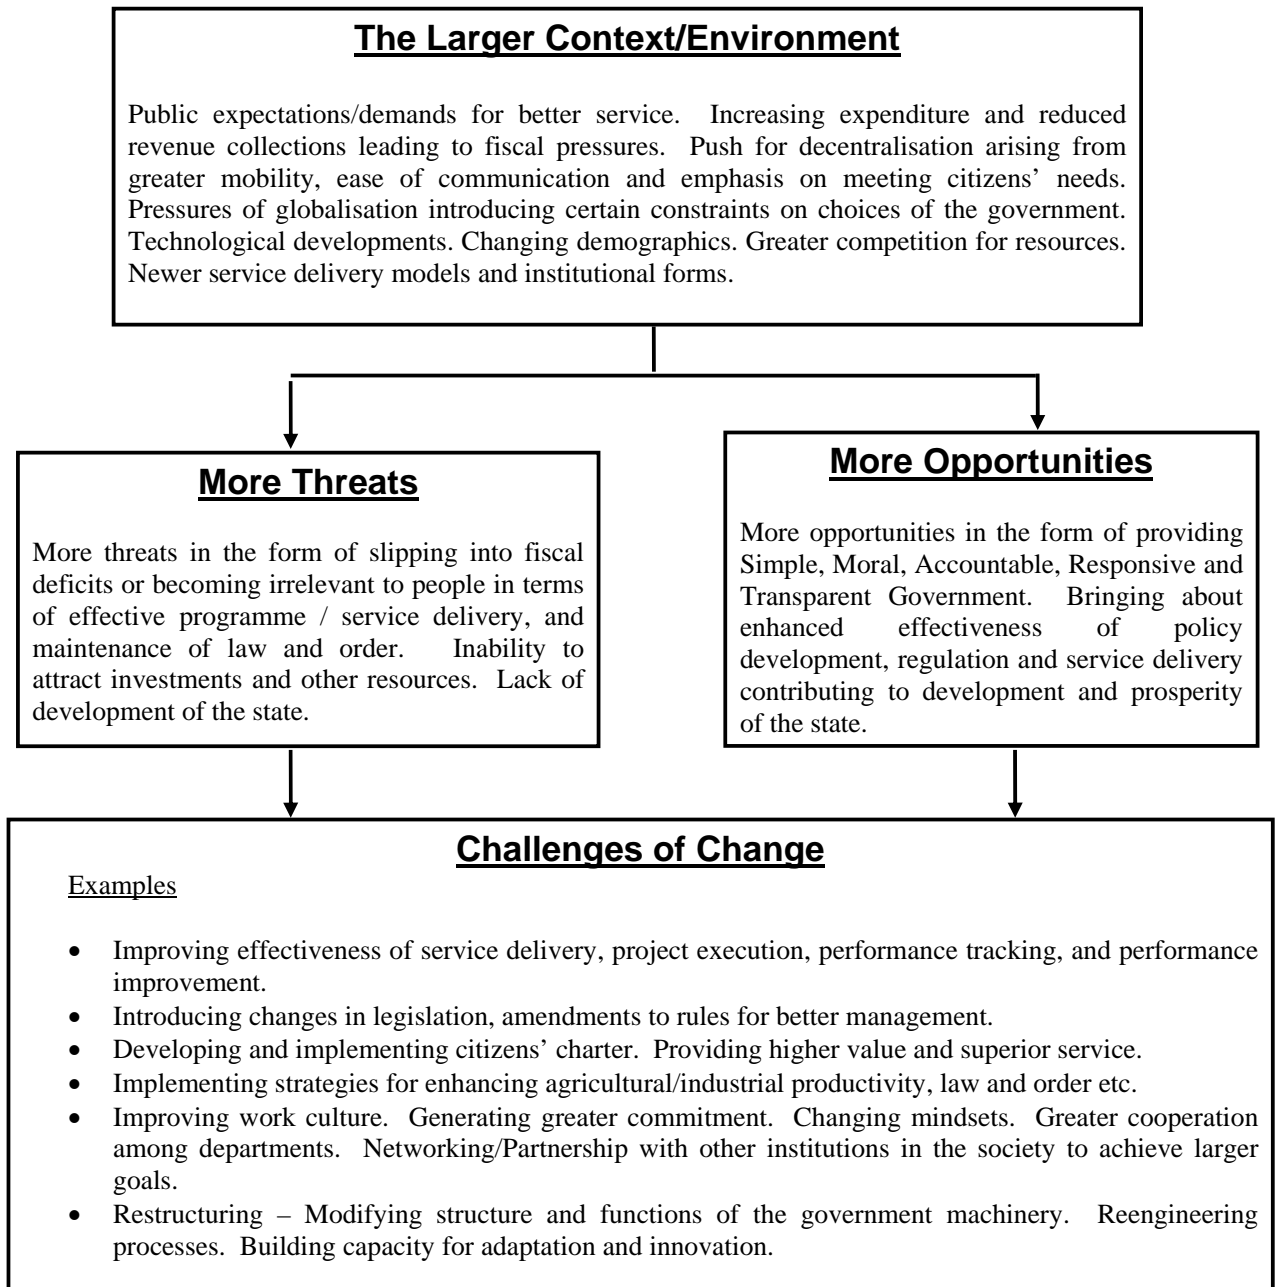 The Larger Context/Environment
Public expectations/demands for better service. Increasing expenditure and reduced
revenue collections leading to fiscal pressures. Push for decentralisation arising from
greater mobility, ease of communication and emphasis on meeting citizens’ needs.
Pressures of globalisation introducing certain constraints on choices of the government.
Technological developments. Changing demographics. Greater competition for resources.
Newer service delivery models and institutional forms.
More Threats
More threats in the form of slipping into fiscal
deficits or becoming irrelevant to people in terms
of effective programme / service delivery, and
maintenance of law and order. Inability to
attract investments and other resources. Lack of
development of the state.
More Opportunities
More opportunities in the form of providing
Simple, Moral, Accountable, Responsive and
Transparent Government. Bringing about
enhanced effectiveness of policy
development, regulation and service delivery
contributing to development and prosperity
of the state.
Challenges of Change
Examples
• Improving effectiveness of service delivery, project execution, performance tracking, and performance
improvement.
• Introducing changes in legislation, amendments to rules for better management.
• Developing and implementing citizens’ charter. Providing higher value and superior service.
• Implementing strategies for enhancing agricultural/industrial productivity, law and order etc.
• Improving work culture. Generating greater commitment. Changing mindsets. Greater cooperation
among departments. Networking/Partnership with other institutions in the society to achieve larger
goals.
• Restructuring – Modifying structure and functions of the government machinery. Reengineering
processes. Building capacity for adaptation and innovation.